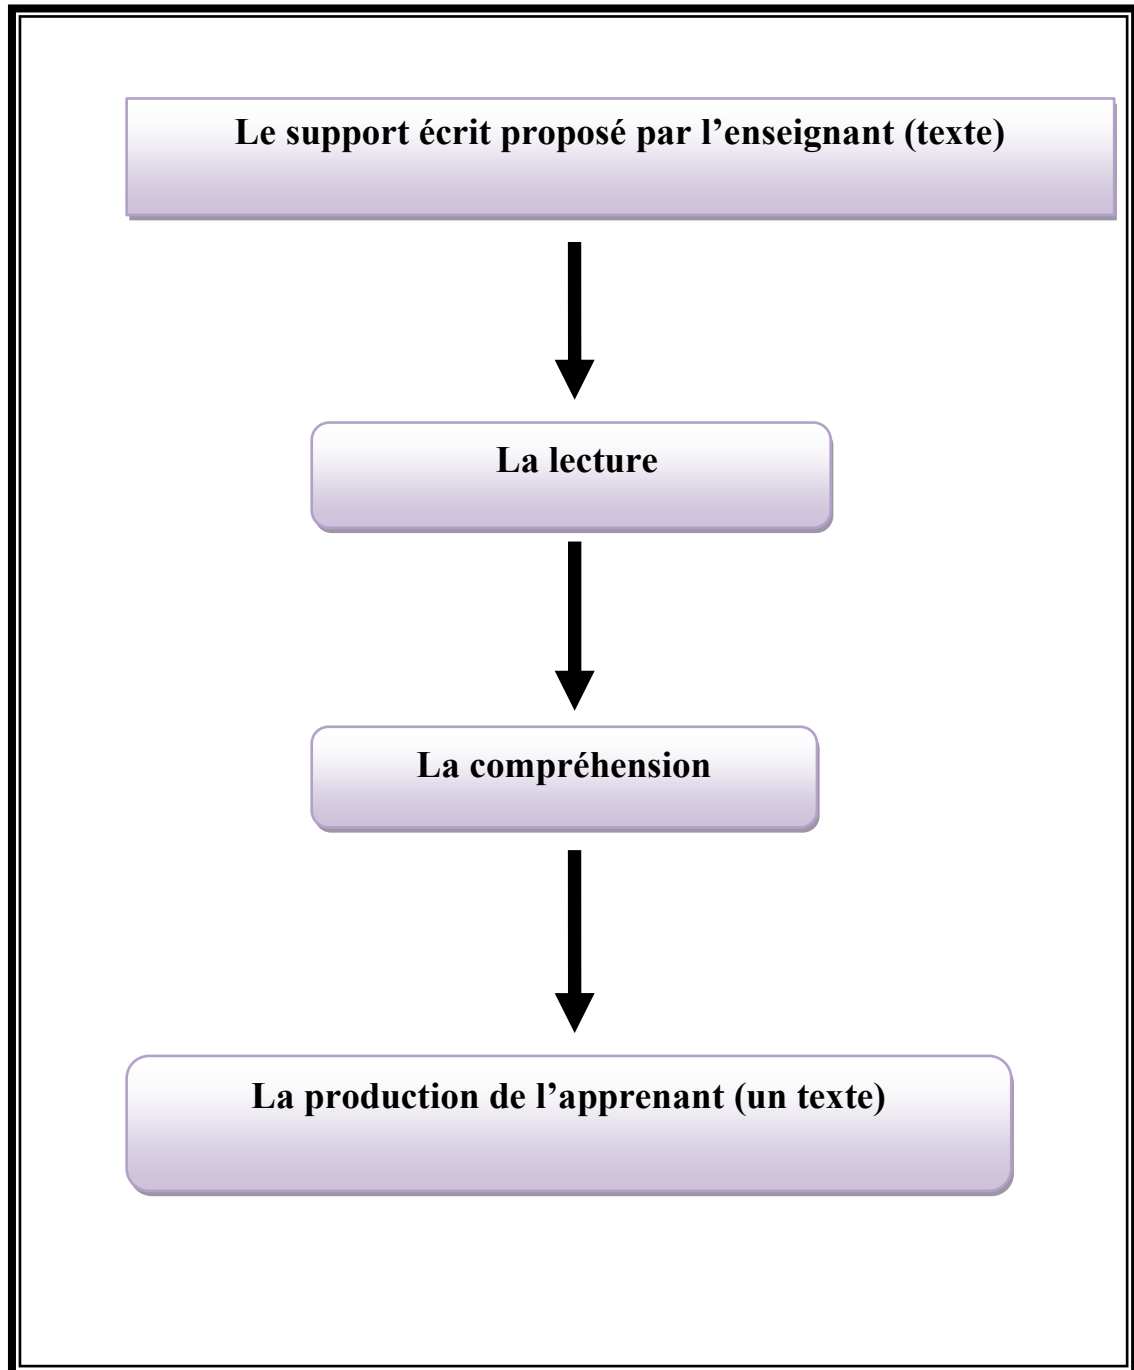 Le support écrit proposé par l’enseignant (texte)
La lecture
La compréhension
La production de l’apprenant (un texte)